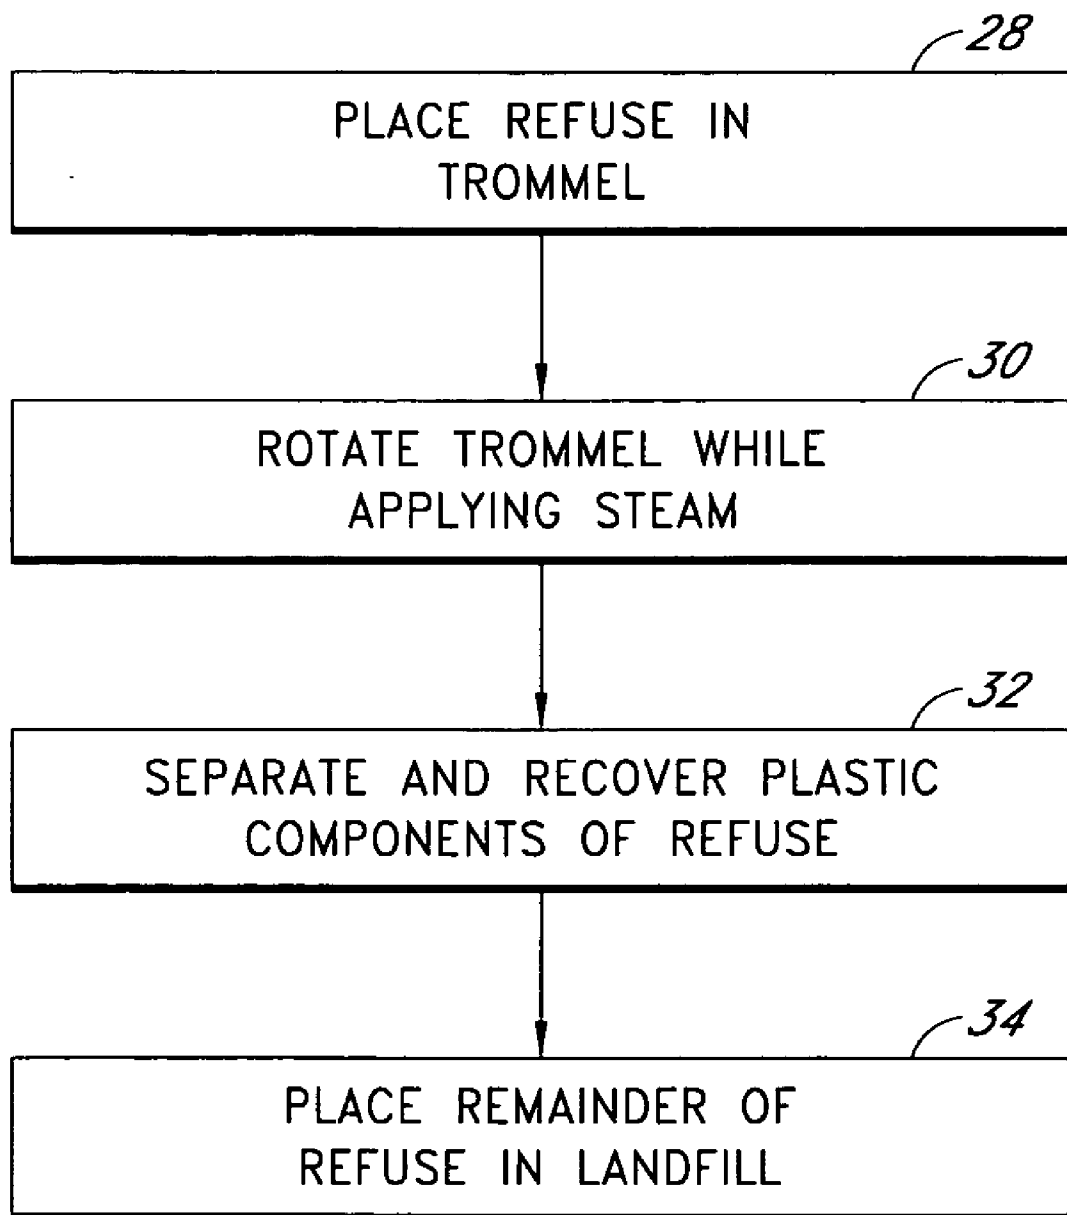 28
PLACE REFUSE IN
TROMMEL
30
ROTATE TROMMEL WHILE
APPLYING STEAM
32
SEPARATE AND RECOVER PLASTIC
COMPONENTS OF REFUSE
34
PLACE REMAINDER OF
REFUSE IN LANDFILL